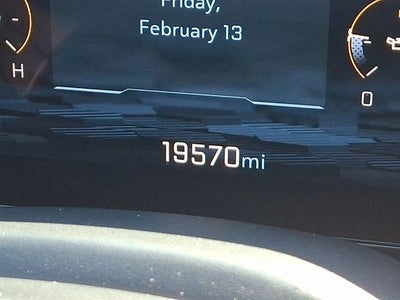 Friday,
February 13
H
0
19570mi